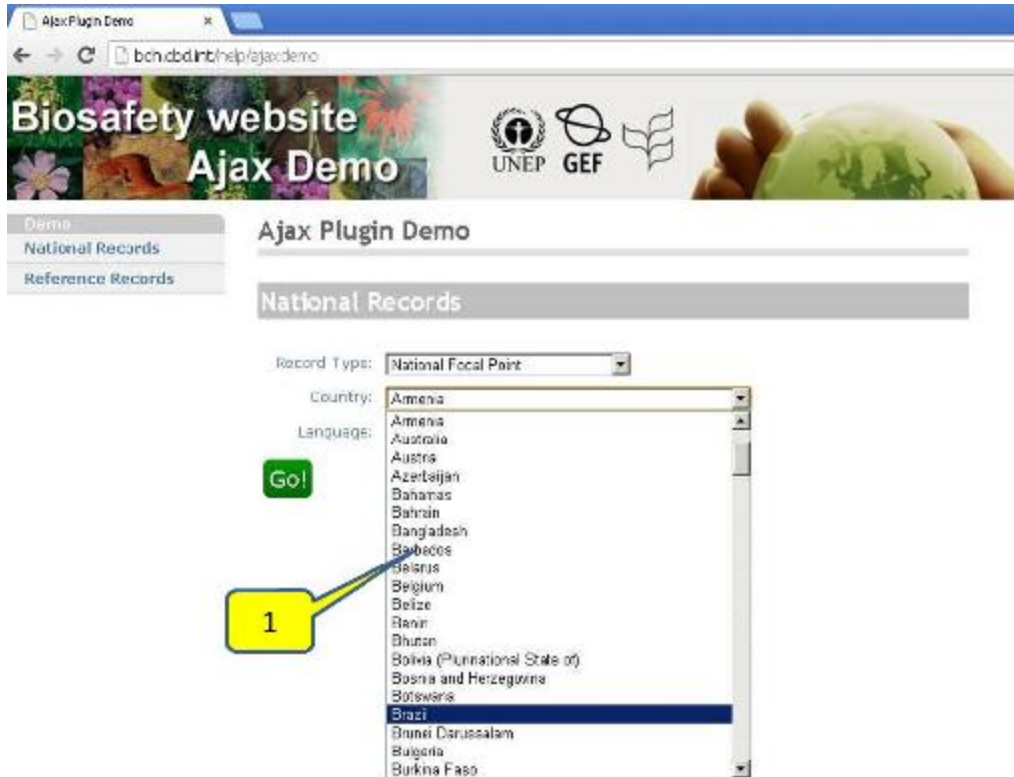 Ajax Plugin Demo
bch.cbd.int/help/ajaxdemo
Biosafety website
Ajax Demo
UNEP GEF
Demo
National Records
Reference Records
Ajax Plugin Demo
National Records
Record Type: National Focal Point
Country: Armenia
Language:
Armenia
Australia
Austria
Azerbaijan
Bahamas
Bahrain
Bangladesh
Barbados
Belarus
Belgium
Belize
Benin
Bhutan
Bolivia (Plurinational State of)
Bosnia and Herzegovina
Botswana
Brazil
Brunei Darussalam
Bulgaria
Burkina Faso
Go!
1